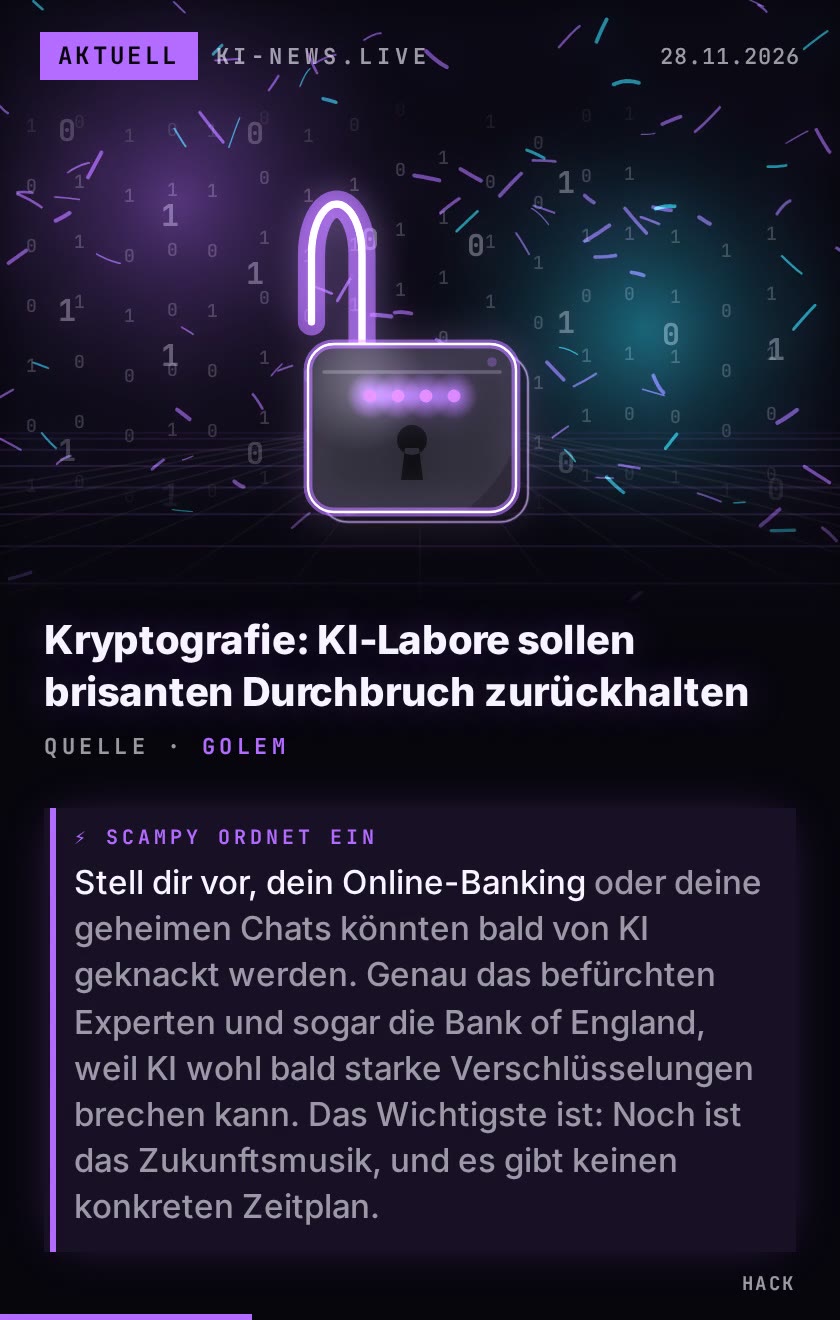 AKTUELL KI-NEWS.LIVE 28.11.2026
Kryptografie: KI-Labore sollen
brisanten Durchbruch zurückhalten
QUELLE · GOLEM
⚡ SCAMPY ORDNET EIN
Stell dir vor, dein Online-Banking oder deine
geheimen Chats könnten bald von KI
geknackt werden. Genau das befürchten
Experten und sogar die Bank of England,
weil KI wohl bald starke Verschlüsselungen
brechen kann. Das Wichtigste ist: Noch ist
das Zukunftsmusik, und es gibt keinen
konkreten Zeitplan.
HACK